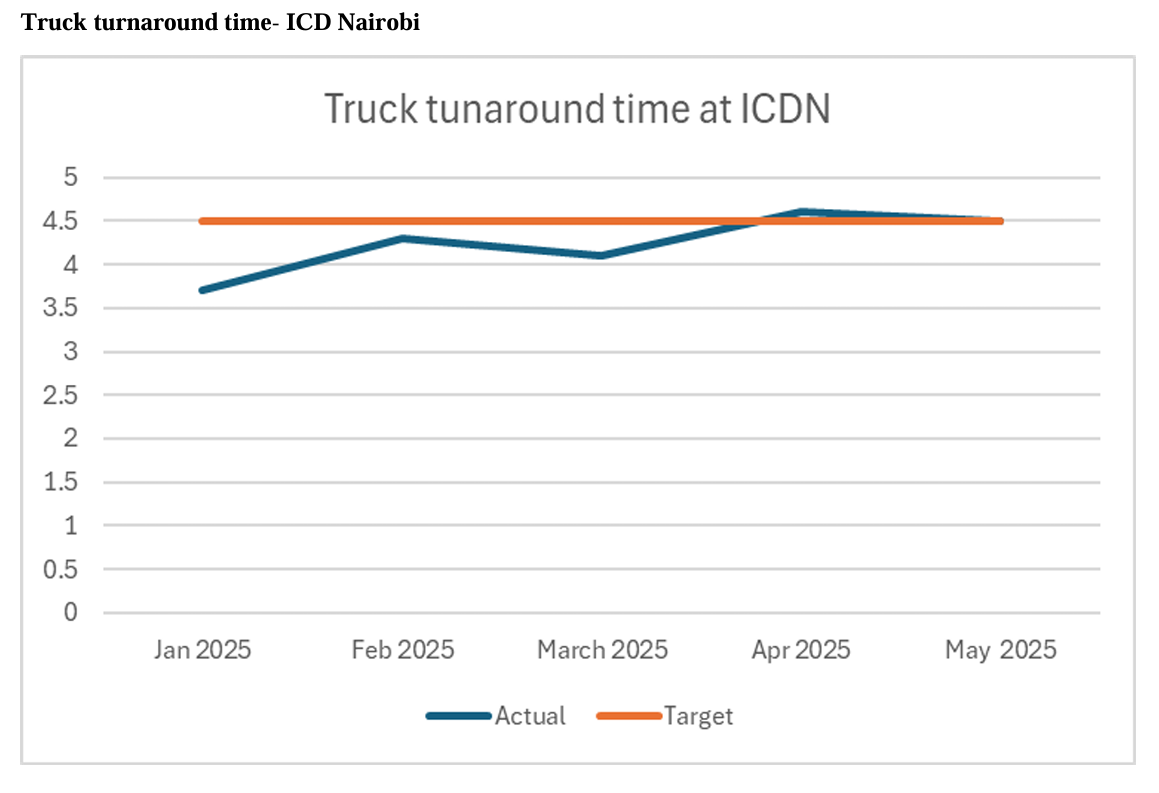 Truck turnaround time- ICD Nairobi
Truck tunaround time at ICDN
5
4.5
4
3.5
3
2.5
2
1.5
1
0.5
0
Jan 2025 Feb 2025 March 2025 Apr 2025 May 2025
Actual Target